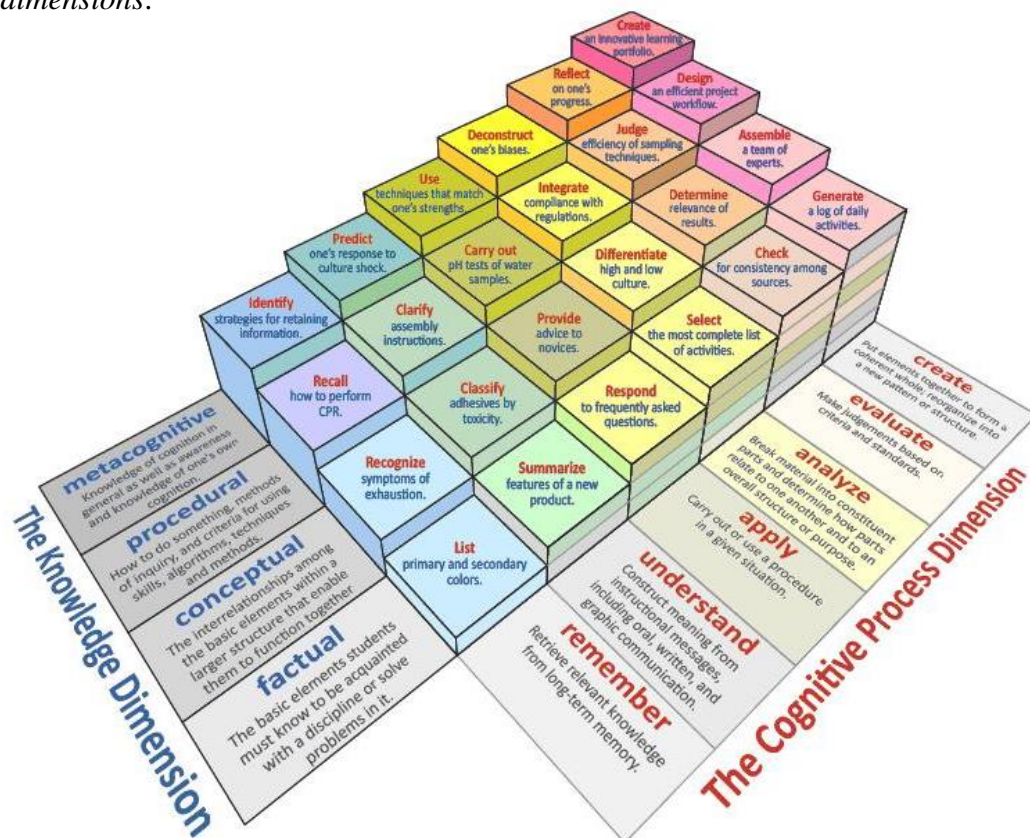 dimensions.
Create
an innovative learning
portfolio.
Reflect
on one's
progress.
Design
an efficient project
workflow.
Deconstruct
one's biases.
Judge
efficiency of sampling
techniques.
Assemble
a team of
experts.
Use
techniques that match
one's strengths.
Integrate
compliance with
regulations.
Determine
relevance of
results.
Generate
a log of daily
activities.
Predict
one's response to
culture shock.
Carry out
pH tests of water
samples.
Differentiate
high and low
culture.
Check
for consistency among
sources.
Identify
strategies for retaining
information.
Clarify
assembly
instructions.
Provide
advice to
novices.
Select
the most complete list
of activities.
Recall
how to perform
CPR.
Classify
adhesives by
toxicity.
Respond
to frequently asked
questions.
Recognize
symptoms of
exhaustion.
Summarize
features of a new
product.
List
primary and secondary
colors.
metacognitive
Knowledge of cognition in
general as well as awareness
and knowledge of one's own
cognition.
procedural
How to do something, methods
of inquiry, and criteria for using
skills, algorithms, techniques
and methods.
conceptual
The interrelationships among
the basic elements within a
larger structure that enable
them to function together
factual
The basic elements students
must know to be acquainted
with a discipline or solve
problems in it.
The Knowledge Dimension
create
Put elements together to form a
coherent whole; reorganize into
a new pattern or structure.
evaluate
Make judgements based on
criteria and standards.
analyze
Break material into constituent
parts and determine how parts
relate to one another and to an
overall structure or purpose.
apply
Carry out or use a procedure
in a given situation.
understand
Construct meaning from
instructional messages,
including oral, written, and
graphic communication.
remember
Retrieve relevant knowledge
from long-term memory.
The Cognitive Process Dimension